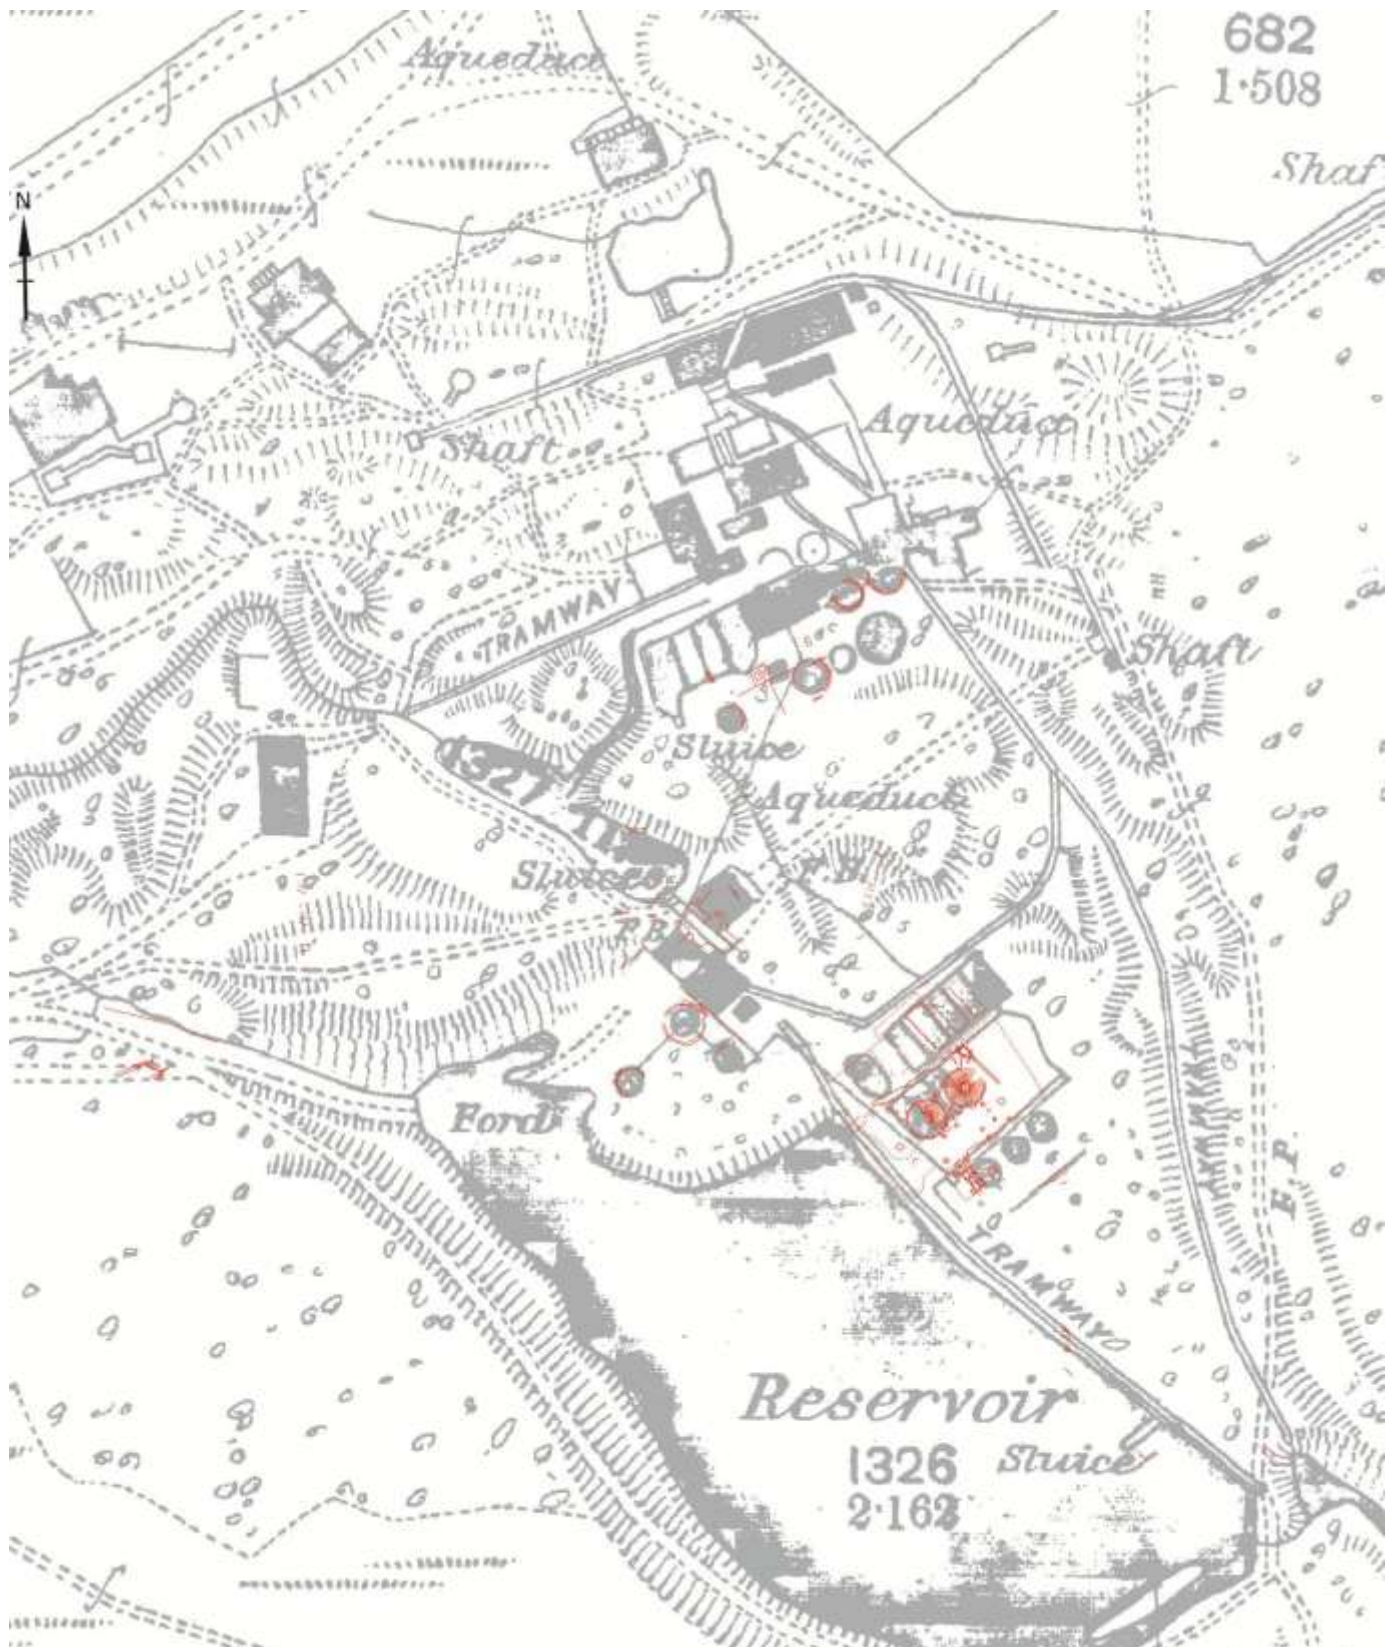 Aqueduct
682
1·508
Shaf
N
Shaft
Aqueduct
TRAMWAY
Shaft
Sluice
1327
Aqueduct
Sluices
F.B.
F.B.
Ford
F.P.
TRAMWAY
Reservoir
1326
Sluice
2·162